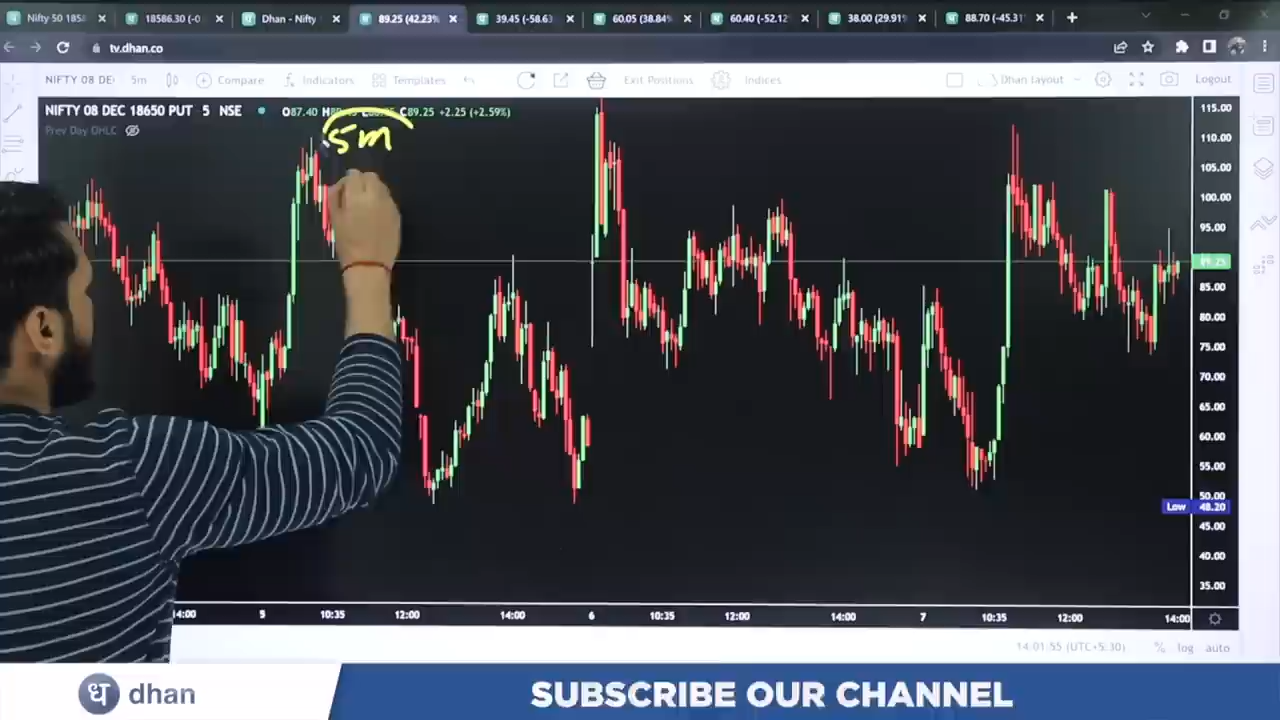 Nifty 50 185
18586.30 (-0
Dhan - Nifty
89.25 (42.23%
39.45 (-58.63
60.05 (38.84%
60.40 (-52.12
38.00 (29.91%
88.70 (-45.31
tv.dhan.co
NIFTY 08 DE 5m Compare Indicators Templates Exit Positions Indices Dhan layout Logout
NIFTY 08 DEC 18650 PUT 5 NSE O87.40 C89.25 +2.25 (+2.59%)
Prev Day OHLC
5m
115.00
110.00
105.00
100.00
95.00
89.25
85.00
80.00
75.00
70.00
65.00
60.00
55.00
50.00
Low 48.20
45.00
40.00
35.00
14:00 5 10:35 12:00 14:00 6 10:35 12:00 14:00 7 10:35 12:00 14:00
14:01:55 (UTC+5:30) % log auto
ध dhan
SUBSCRIBE OUR CHANNEL